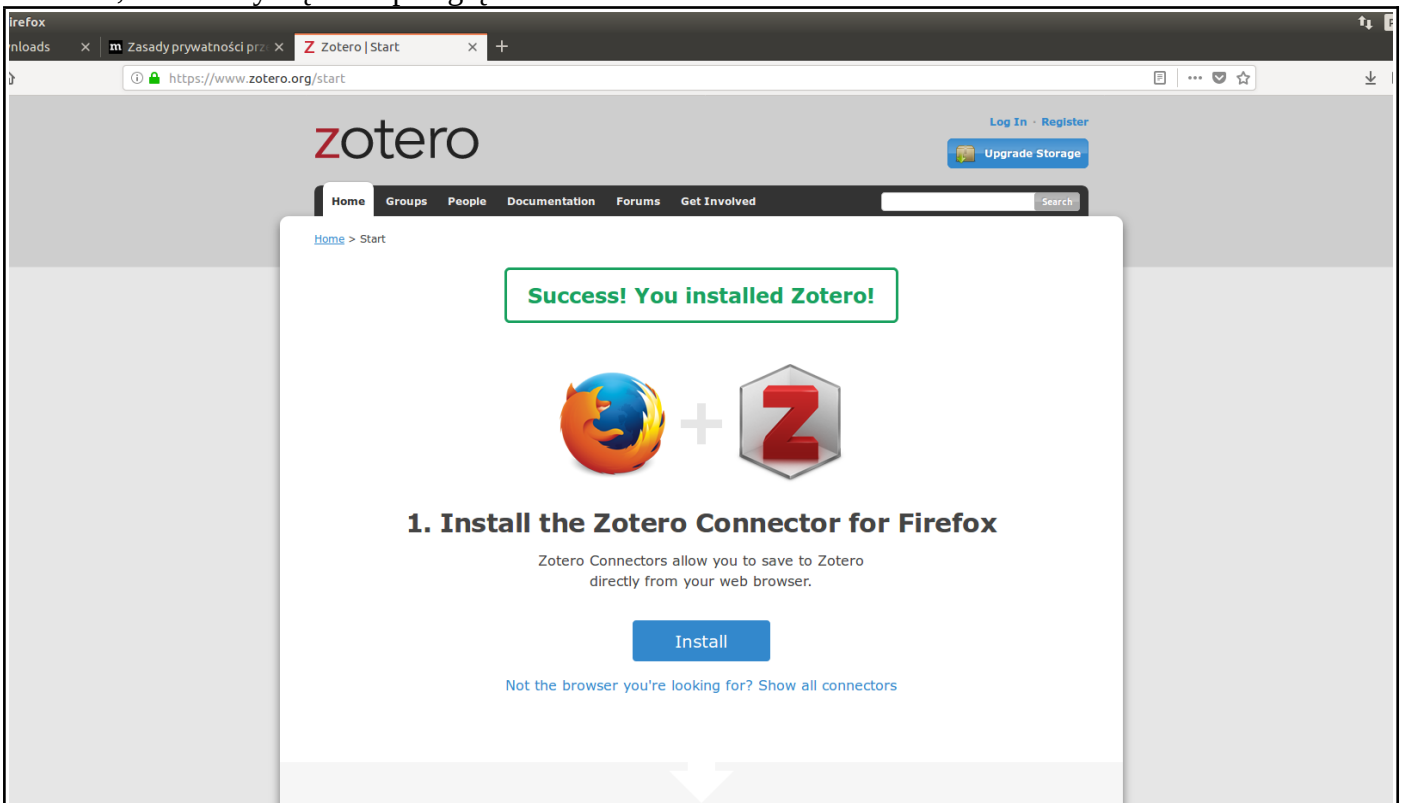 irefox
nloads
m Zasady prywatności prz
Z Zotero | Start
https://www.zotero.org/start
zotero
Log In · Register
Upgrade Storage
Home Groups People Documentation Forums Get Involved Search
Home > Start
Success! You installed Zotero!
Z
1. Install the Zotero Connector for Firefox
Zotero Connectors allow you to save to Zotero
directly from your web browser.
Install
Not the browser you're looking for? Show all connectors